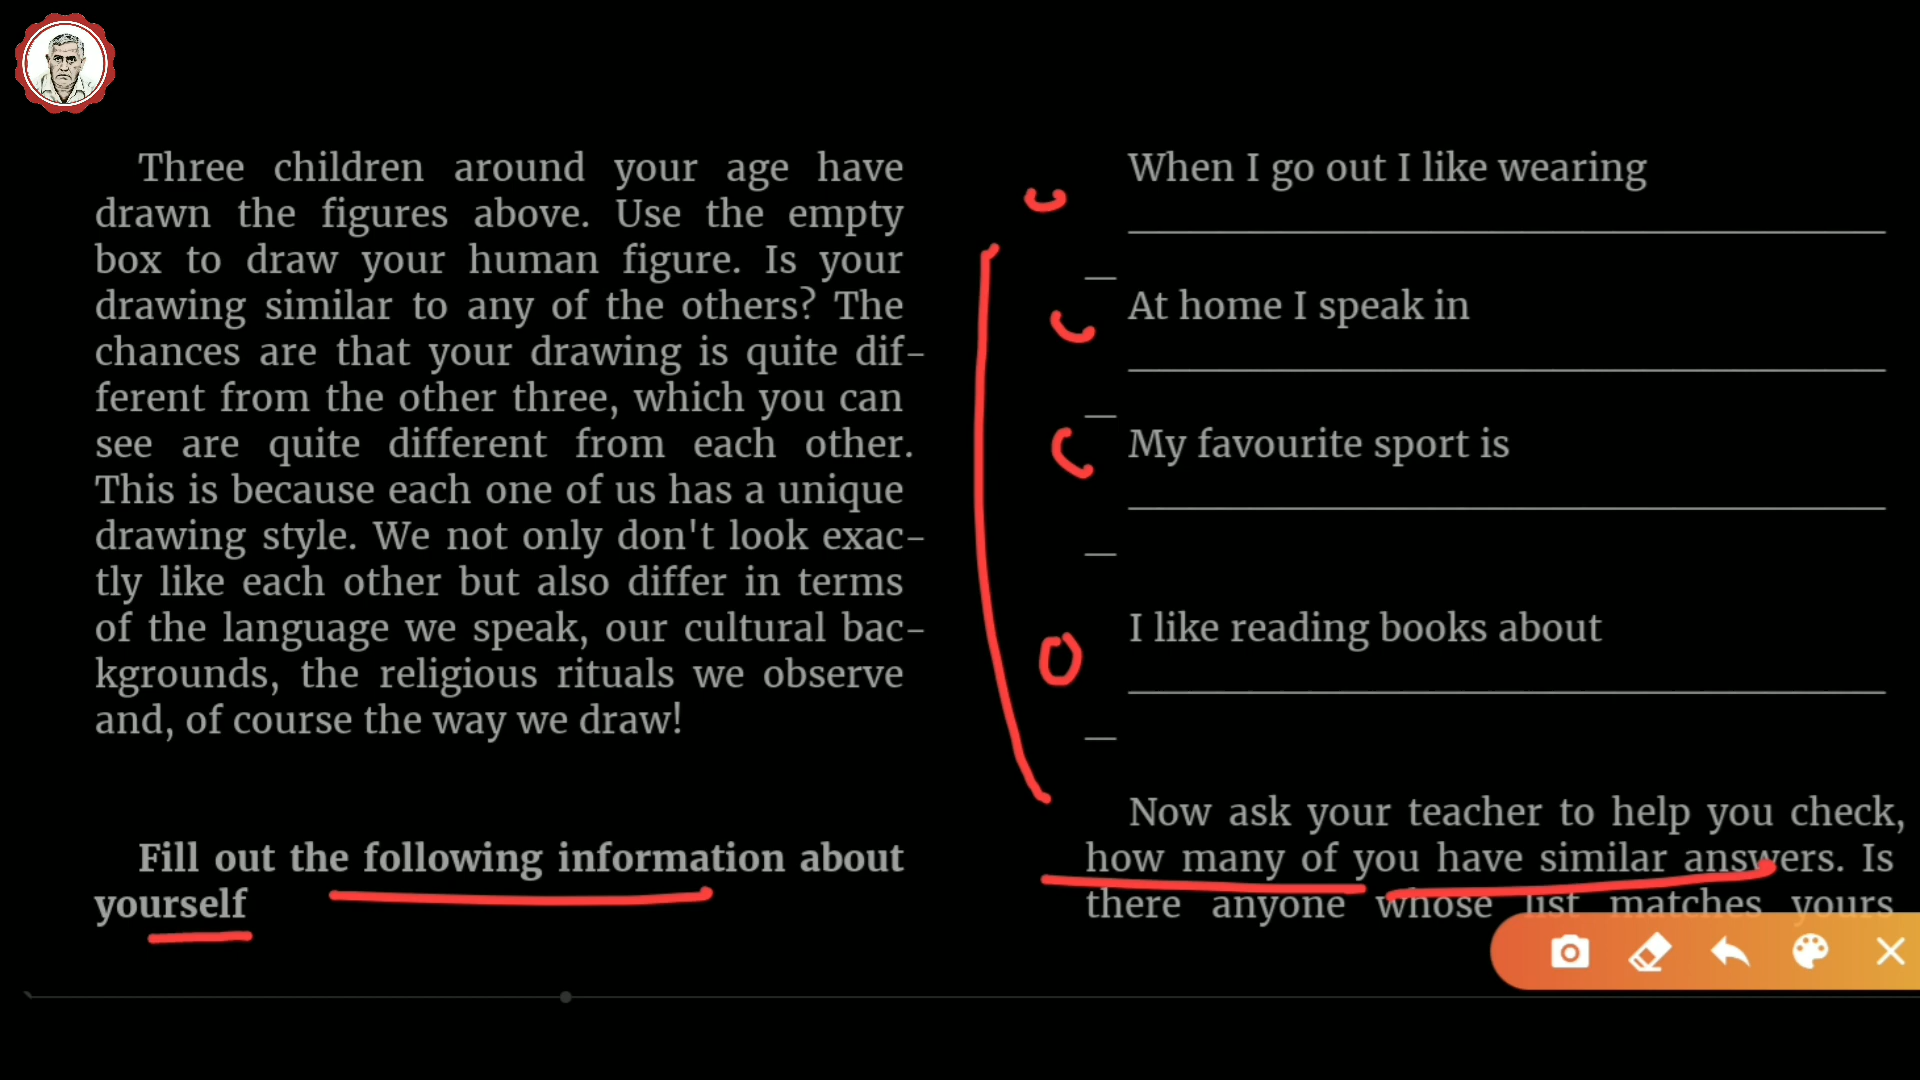 Three children around your age have
drawn the figures above. Use the empty
box to draw your human figure. Is your
drawing similar to any of the others? The
chances are that your drawing is quite dif-
ferent from the other three, which you can
see are quite different from each other.
This is because each one of us has a unique
drawing style. We not only don't look exac-
tly like each other but also differ in terms
of the language we speak, our cultural bac-
kgrounds, the religious rituals we observe
and, of course the way we draw!
Fill out the following information about
yourself
When I go out I like wearing
At home I speak in
My favourite sport is
I like reading books about
Now ask your teacher to help you check,
how many of you have similar answers. Is
there anyone whose list matches yours